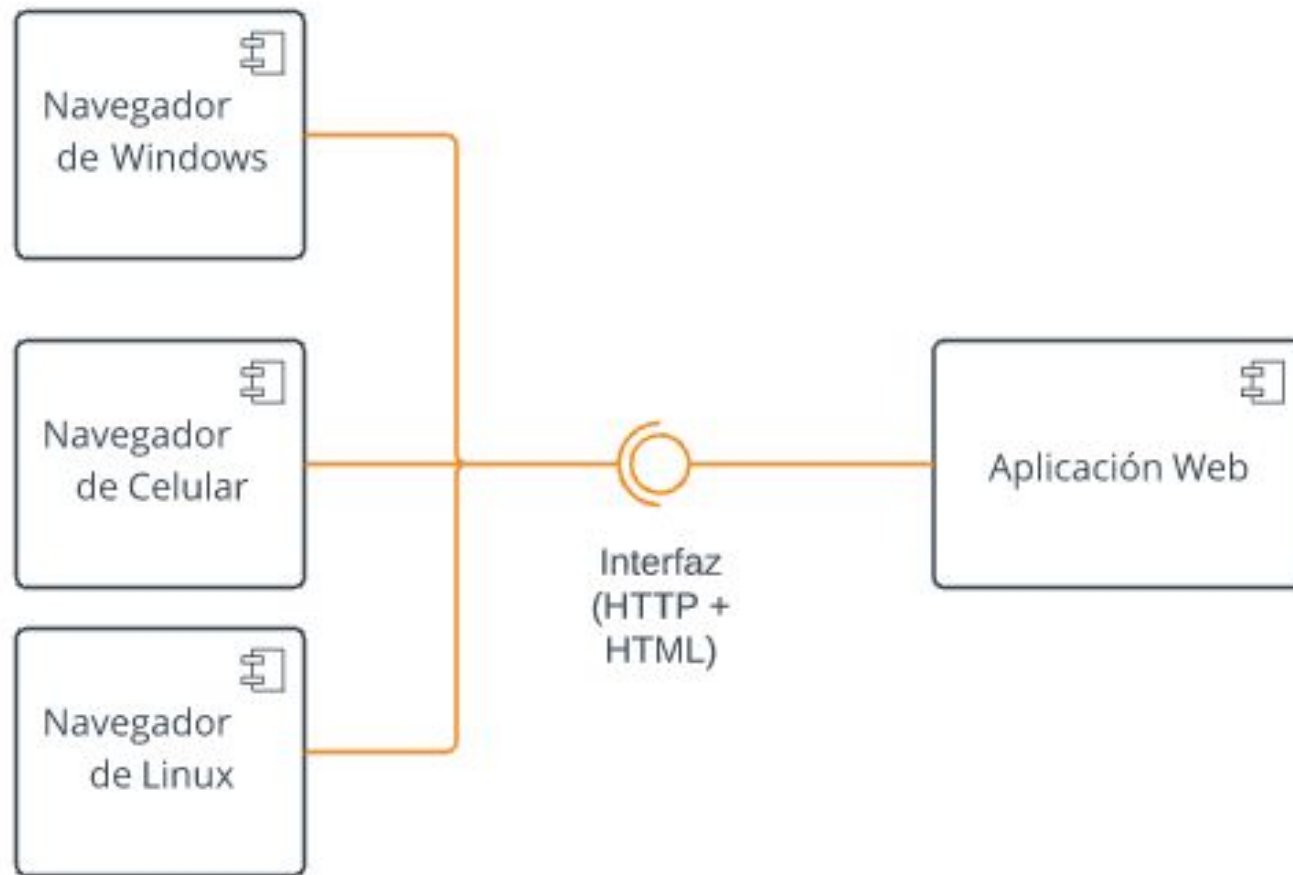 Navegador
de Windows
Navegador
de Celular
Navegador
de Linux
Interfaz
(HTTP +
HTML)
Aplicación Web